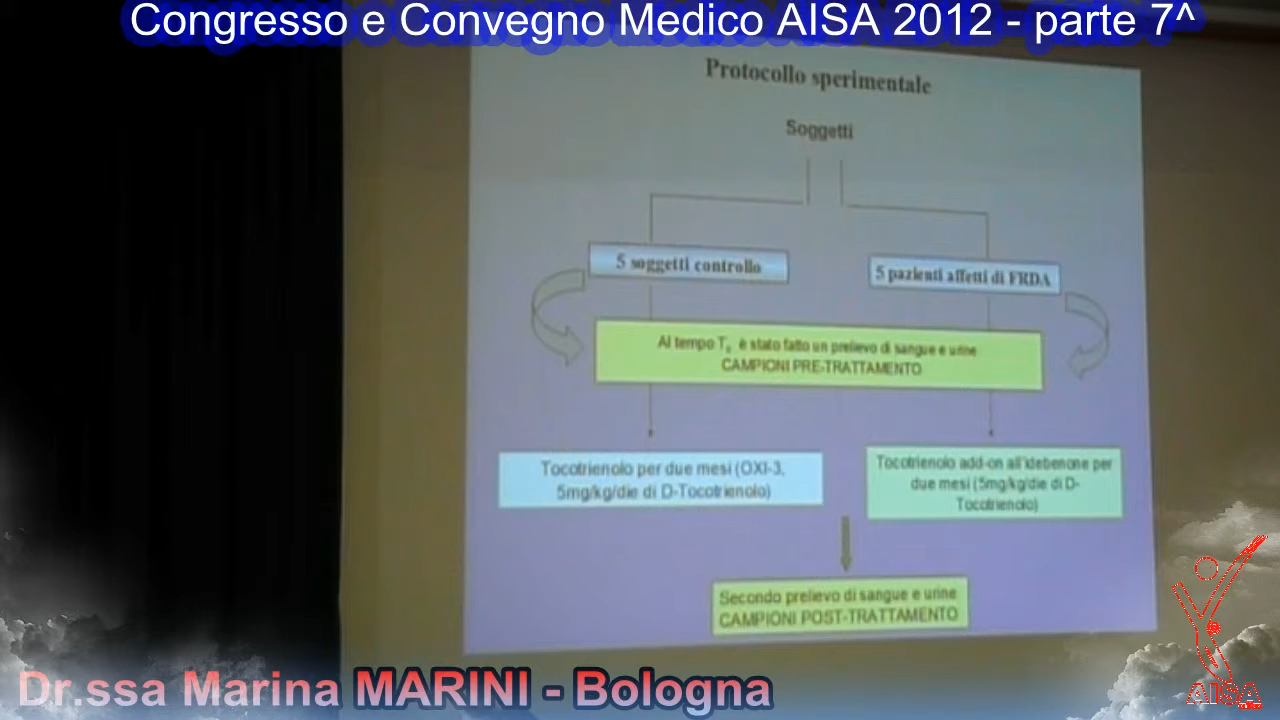 Congresso e Convegno Medico AISA 2012 - parte 7^
Protocollo sperimentale
Soggetti
5 soggetti controllo
5 pazienti affetti di FRDA
Al tempo T0 è stato fatto un prelievo di sangue e urine
CAMPIONI PRE-TRATTAMENTO
Tocotrienolo per due mesi (OXI-3,
5mg/kg/die di D-Tocotrienolo)
Tocotrienolo add-on all'idebenone per
due mesi (5mg/kg/die di D-
Tocotrienolo)
Secondo prelievo di sangue e urine
CAMPIONI POST-TRATTAMENTO
Dr.ssa Marina MARINI - Bologna
AISA